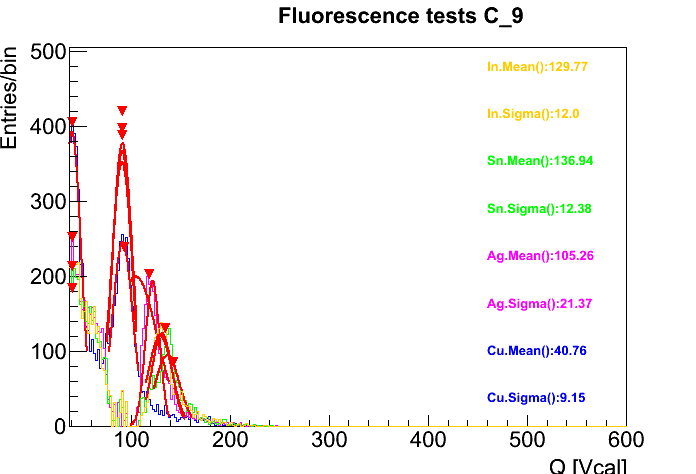 Fluorescence tests C_9
Entries/bin
500
400
300
200
100
0
In.Mean():129.77
In.Sigma():12.0
Sn.Mean():136.94
Sn.Sigma():12.38
Ag.Mean():105.26
Ag.Sigma():21.37
Cu.Mean():40.76
Cu.Sigma():9.15
100 200 300 400 500 600
Q [Vcal]